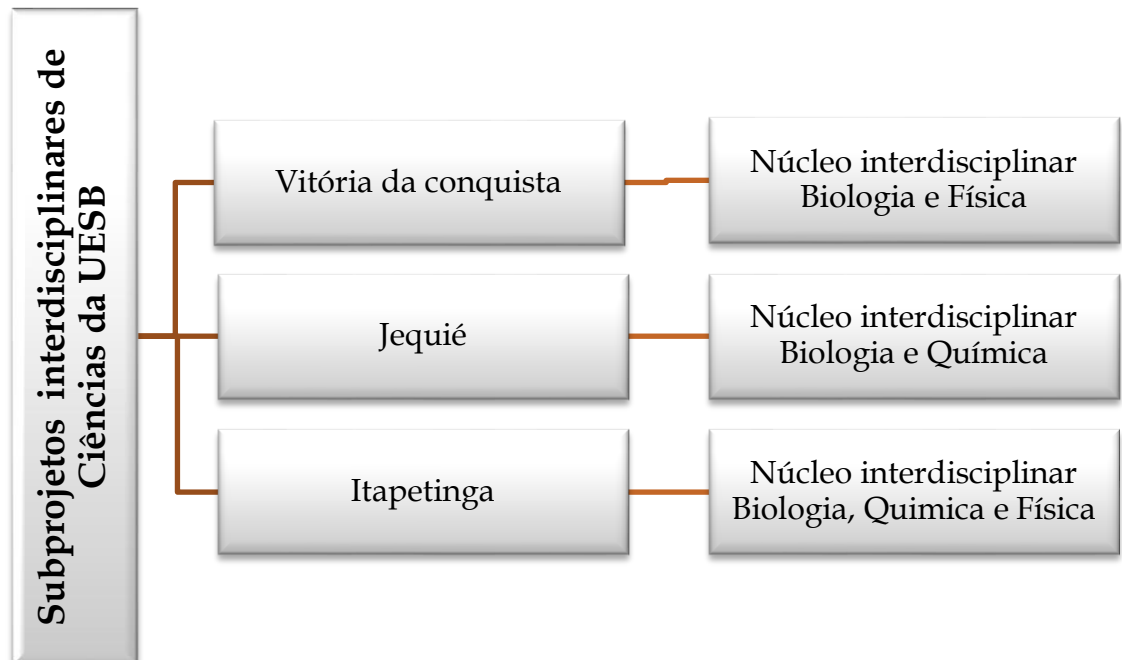 Subprojetos interdisciplinares de
Ciências da UESB
Vitória da conquista
Núcleo interdisciplinar
Biologia e Física
Jequié
Núcleo interdisciplinar
Biologia e Química
Itapetinga
Núcleo interdisciplinar
Biologia, Quimica e Física